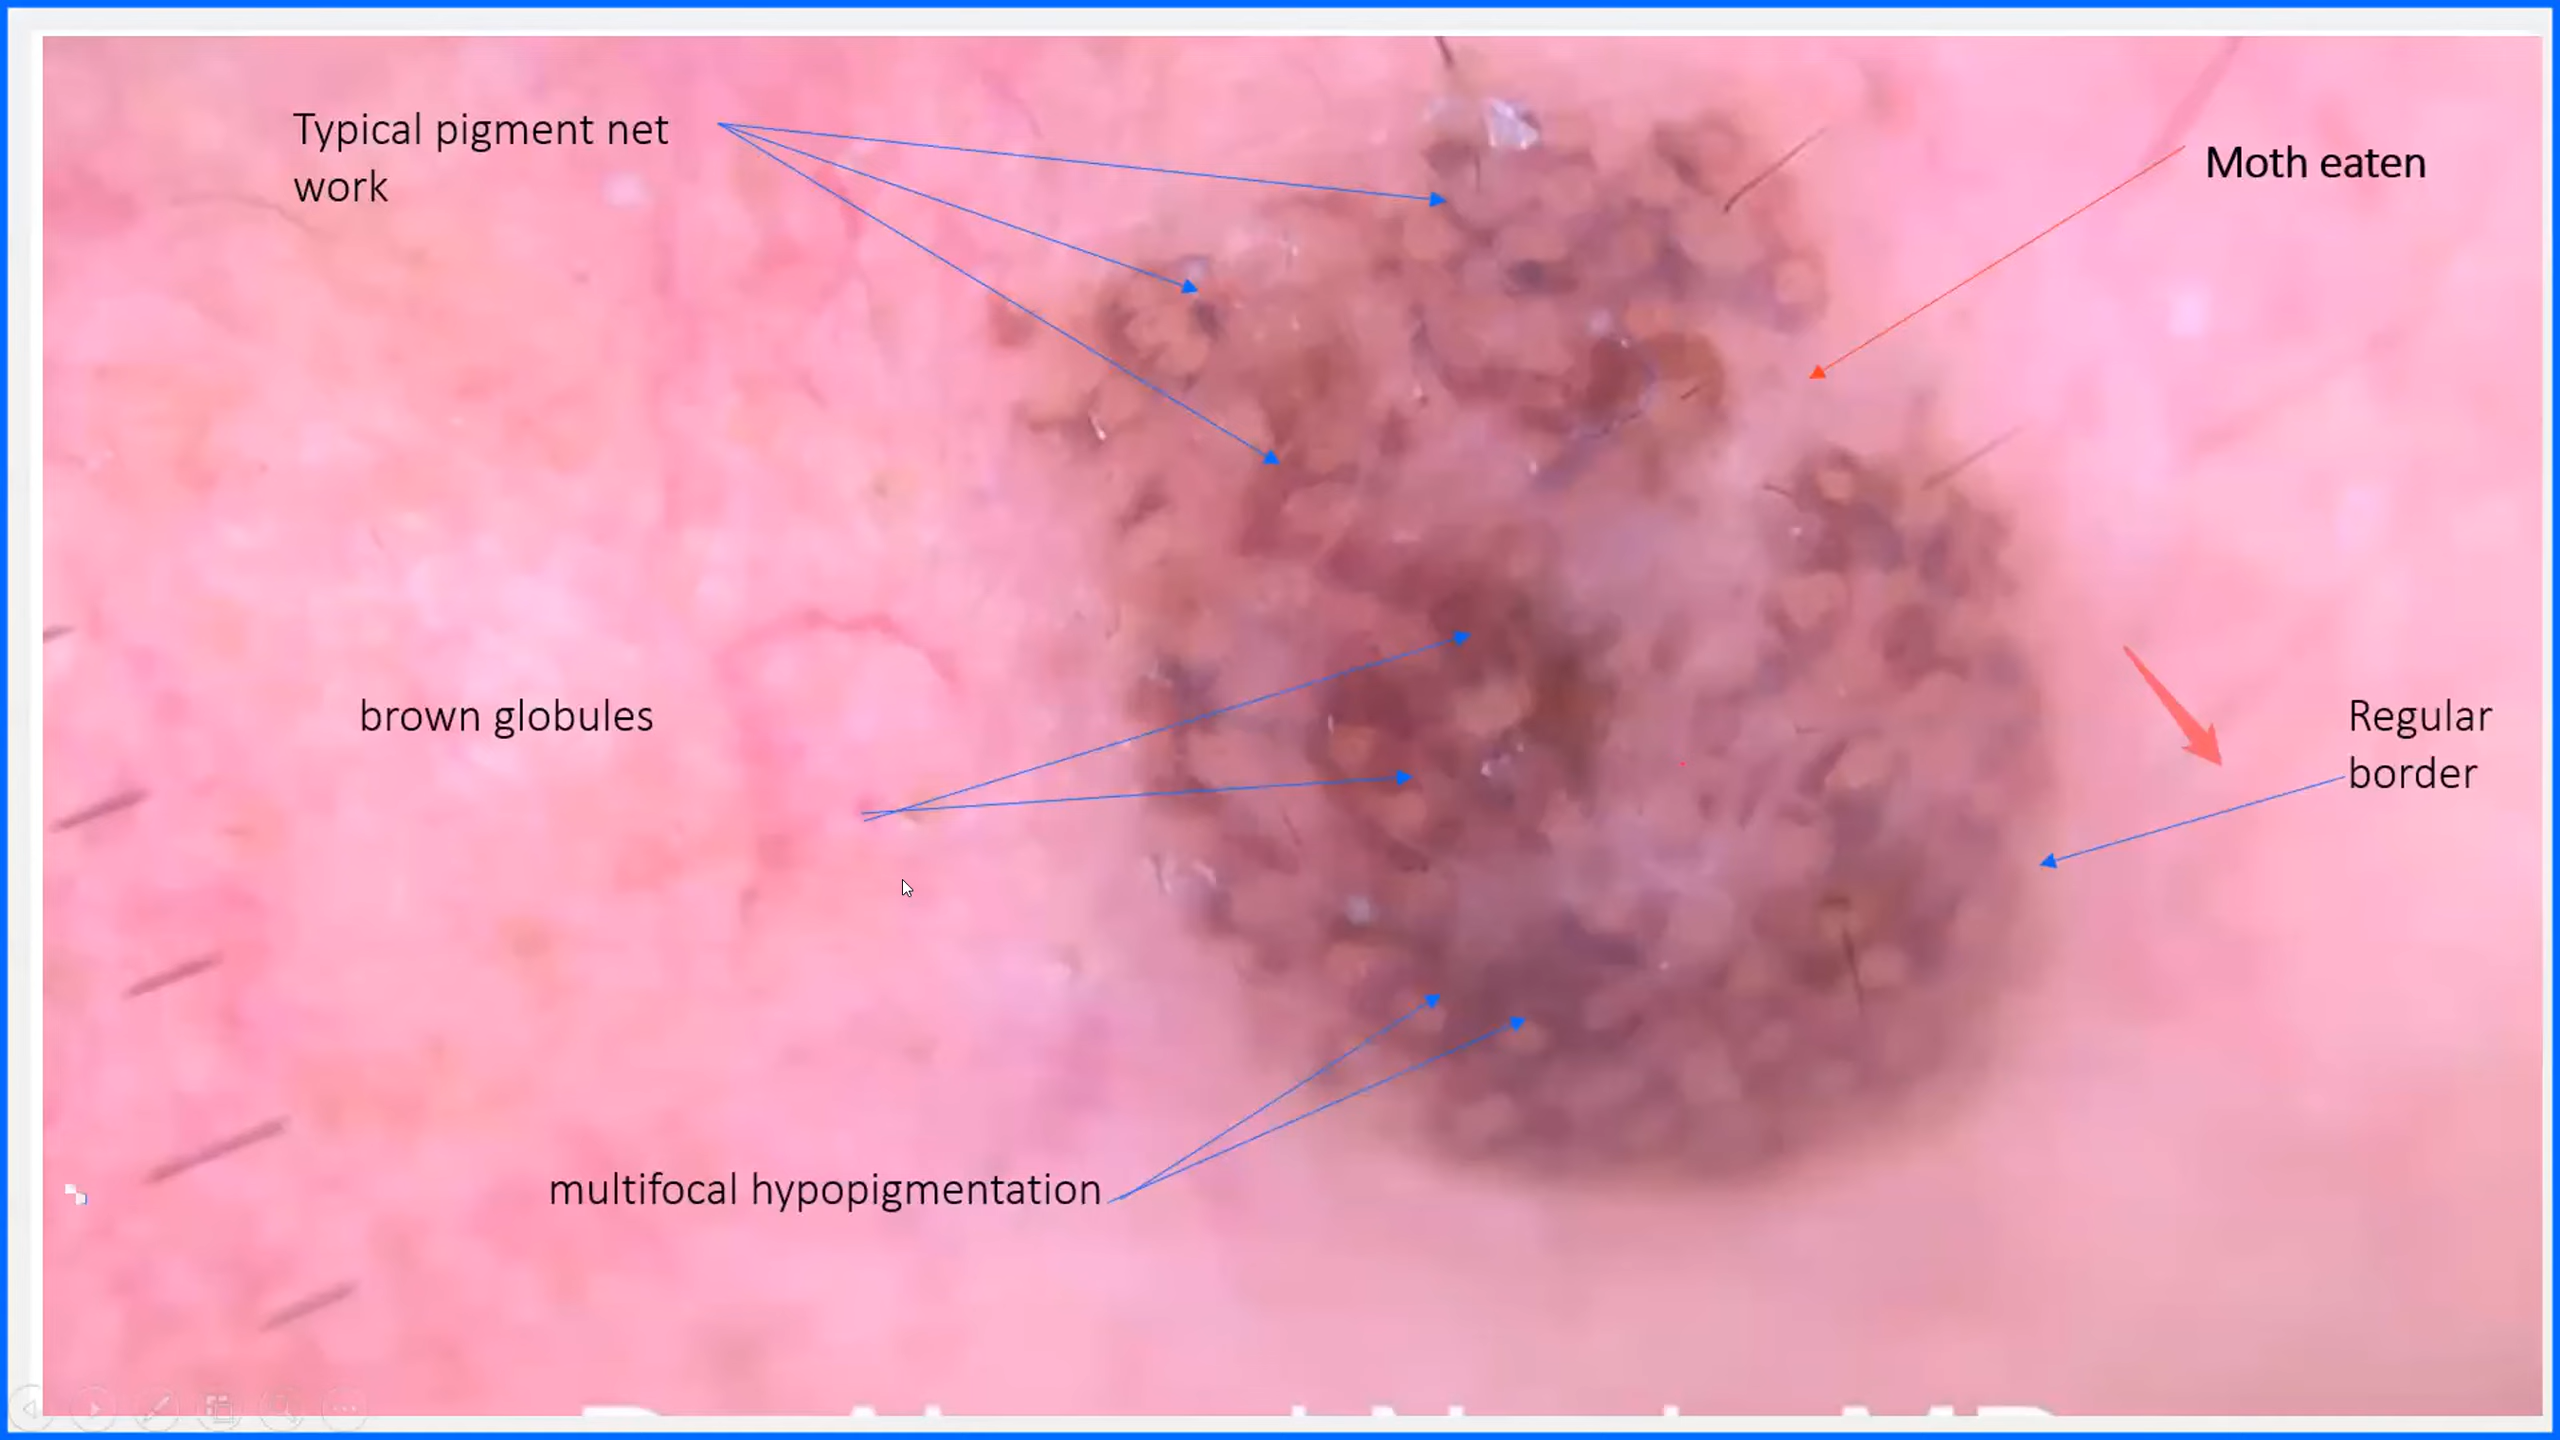 Typical pigment net
work
Moth eaten
brown globules
Regular
border
multifocal hypopigmentation